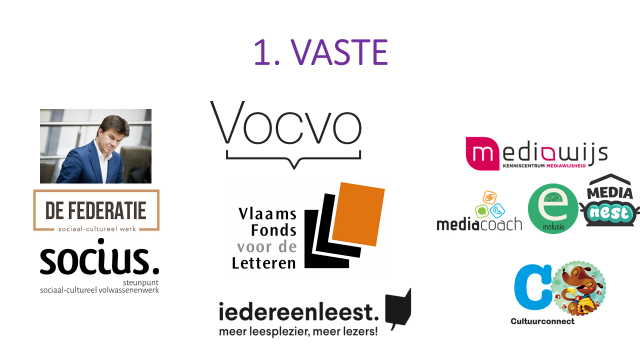 1. VASTE
DE FEDERATIE
sociaal-cultureel werk
socius.
steunpunt
sociaal-cultureel volwassenenwerk
VOCVO
Vlaams
Fonds
voor de
Letteren
iedereenleest.
meer leesplezier, meer lezers!
mediawijs
KENNISCENTRUM MEDIAWIJSHEID
mediacoach
e
inclusie
MEDIA
nest
C
Cultuurconnect